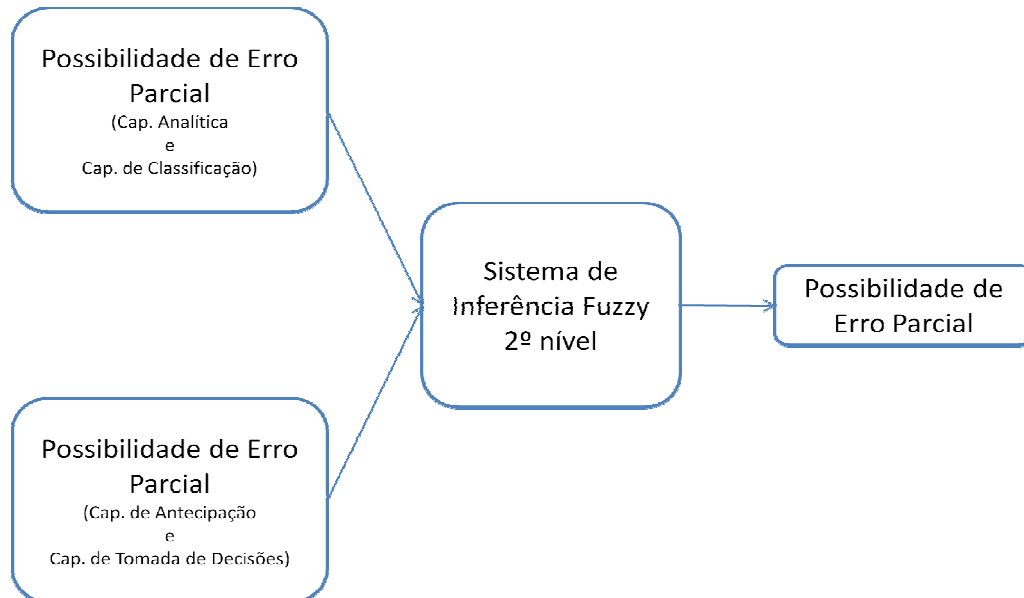 Possibilidade de Erro
Parcial
(Cap. Analítica
e
Cap. de Classificação)
Sistema de
Inferência Fuzzy
2º nível
Possibilidade de
Erro Parcial
Possibilidade de Erro
Parcial
(Cap. de Antecipação
e
Cap. de Tomada de Decisões)